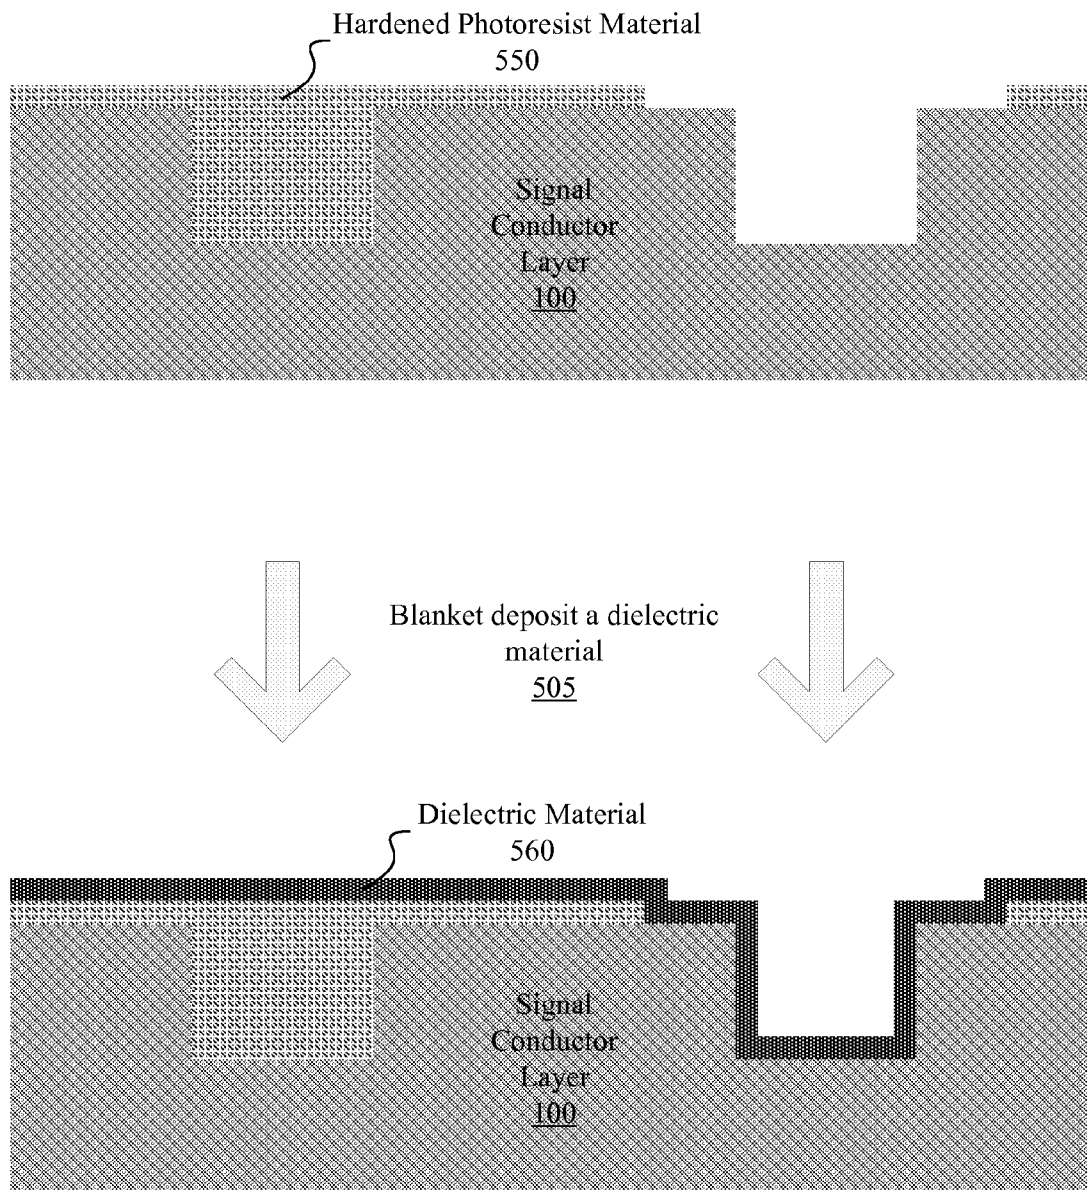 Hardened Photoresist Material
550
Signal
Conductor
Layer
100
Blanket deposit a dielectric
material
505
Dielectric Material
560
Signal
Conductor
Layer
100